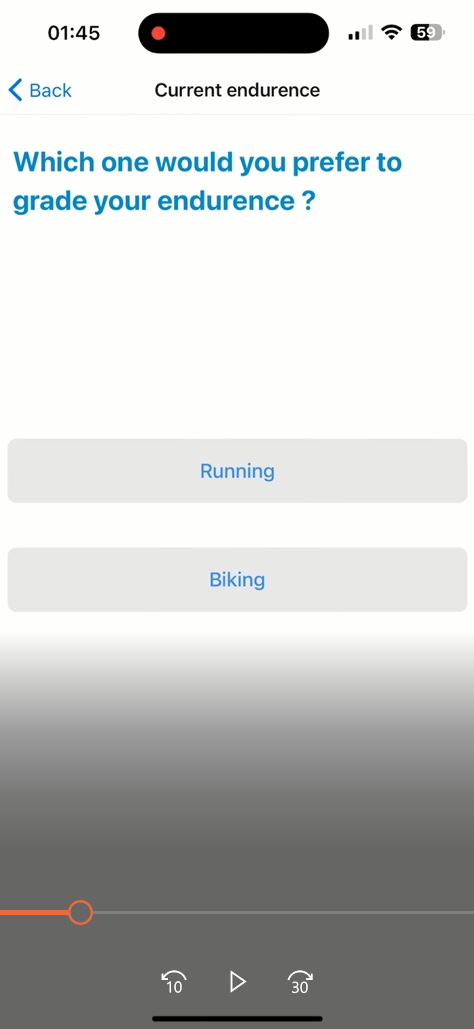 01:45
59
Back
Current endurence
Which one would you prefer to
grade your endurence ?
Running
Biking
10
30